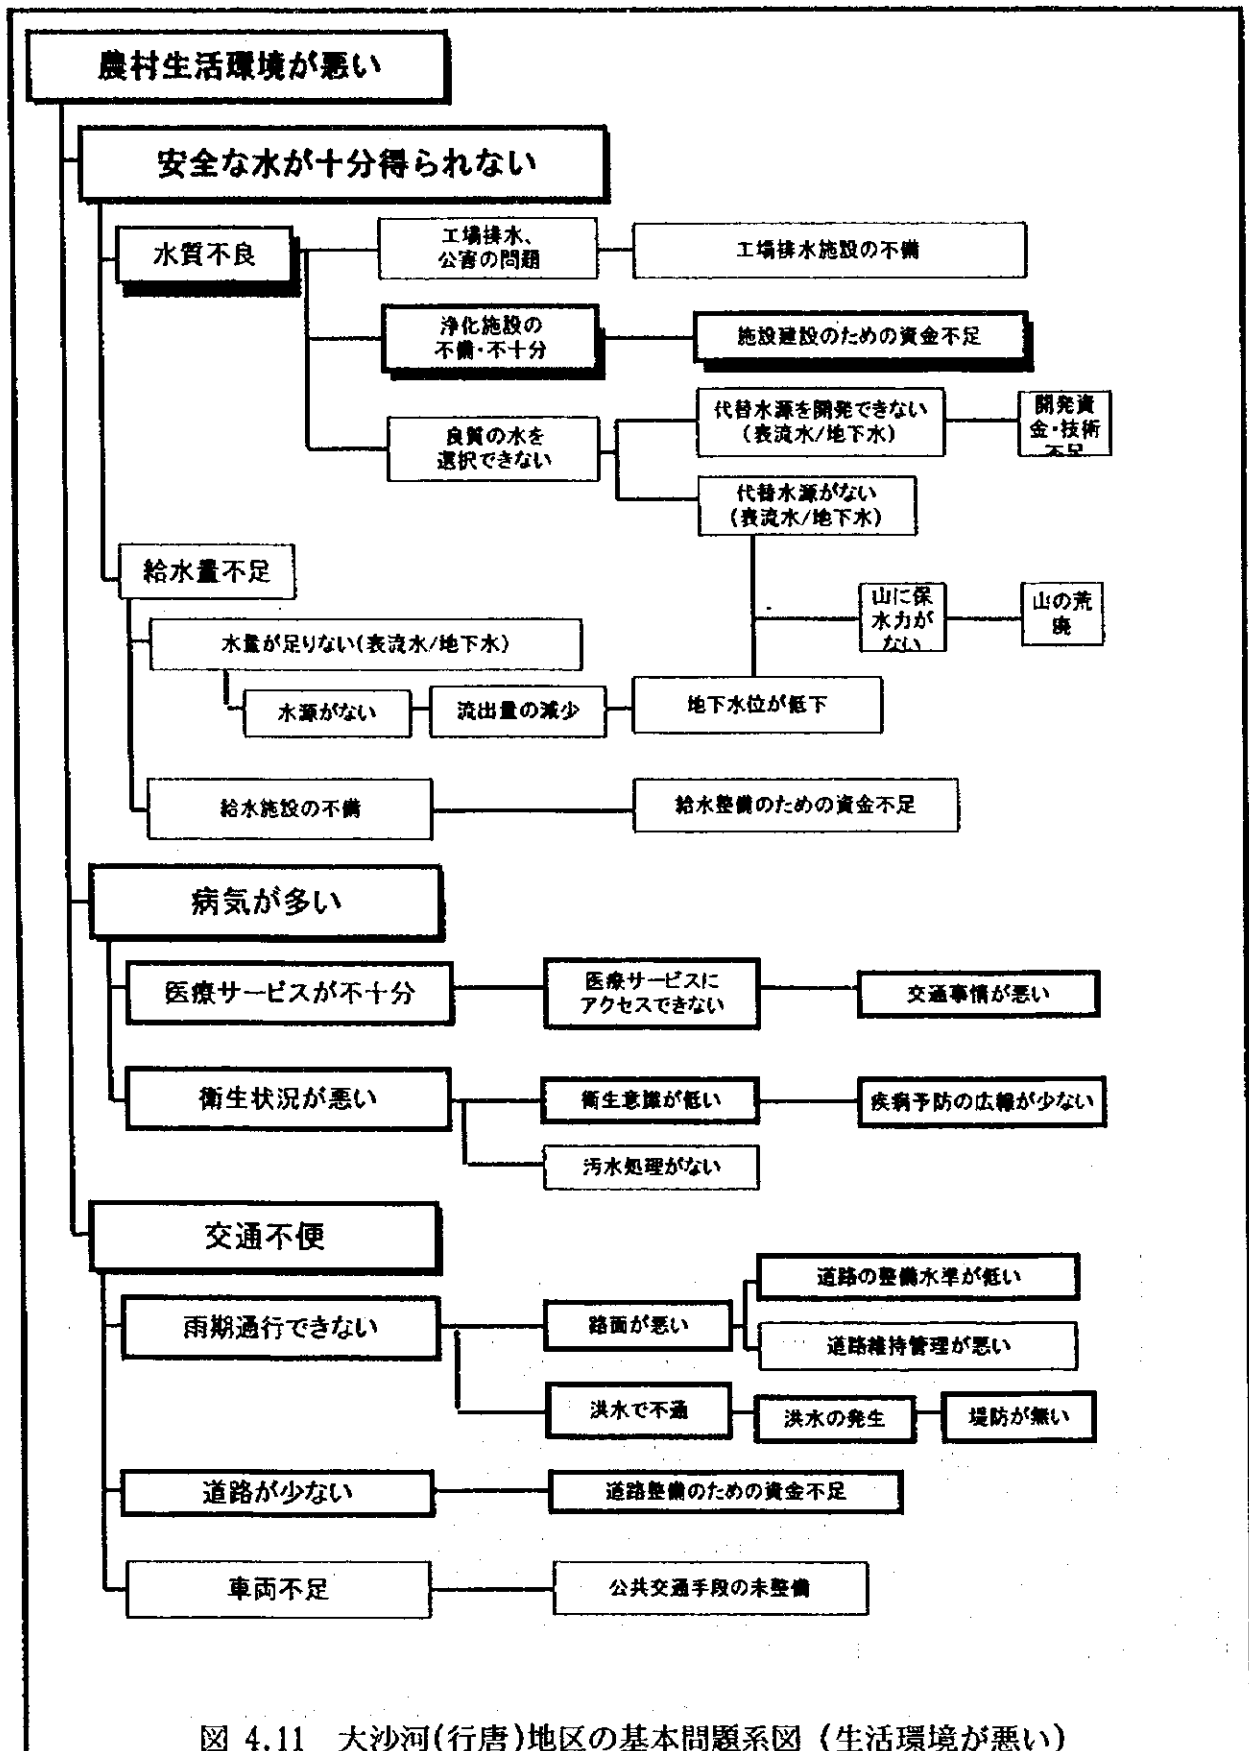 農村生活環境が悪い
安全な水が十分得られない
水質不良
工場排水、
公害の問題
工場排水施設の不備
浄化施設の
不備・不十分
施設建設のための資金不足
良質の水を
選択できない
代替水源を開発できない
(表流水/地下水)
開発資
金・技術
不足
代替水源がない
(表流水/地下水)
給水量不足
山に保
水力が
ない
山の荒
廃
水量が足りない(表流水/地下水)
水源がない
流出量の減少
地下水位が低下
給水施設の不備
給水整備のための資金不足
病気が多い
医療サービスが不十分
医療サービスに
アクセスできない
交通事情が悪い
衛生状況が悪い
衛生意識が低い
疾病予防の広報が少ない
汚水処理がない
交通不便
雨期通行できない
路面が悪い
道路の整備水準が低い
道路維持管理が悪い
洪水で不通
洪水の発生
堤防が無い
道路が少ない
道路整備のための資金不足
車両不足
公共交通手段の未整備
図 4.11 大沙河(行唐)地区の基本問題系図 (生活環境が悪い)